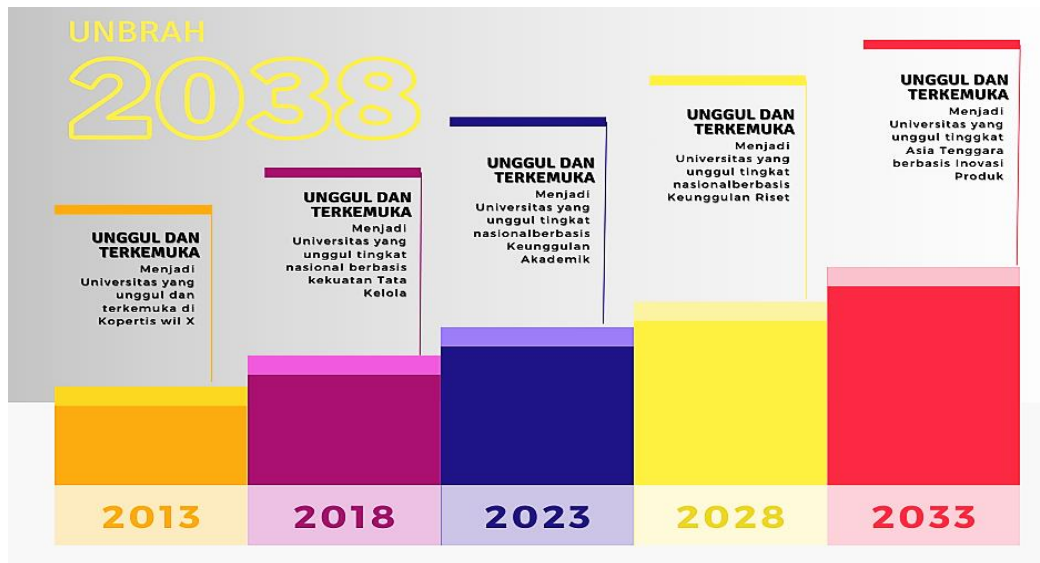 UNBRAH
2038
UNGGUL DAN
TERKEMUKA
Menjadi
Universitas yang
unggul dan
terkemuka di
Kopertis wil X
UNGGUL DAN
TERKEMUKA
Menjadi
Universitas yang
unggul tingkat
nasional berbasis
kekuatan Tata
Kelola
UNGGUL DAN
TERKEMUKA
Menjadi
Universitas yang
unggul tingkat
nasionalberbasis
Keunggulan
Akademik
UNGGUL DAN
TERKEMUKA
Menjadi
Universitas yang
unggul tingkat
nasionalberbasis
Keunggulan Riset
UNGGUL DAN
TERKEMUKA
Menjadi
Universitas yang
unggul tinggkat
Asia Tenggara
berbasis Inovasi
Produk
2013
2018
2023
2028
2033